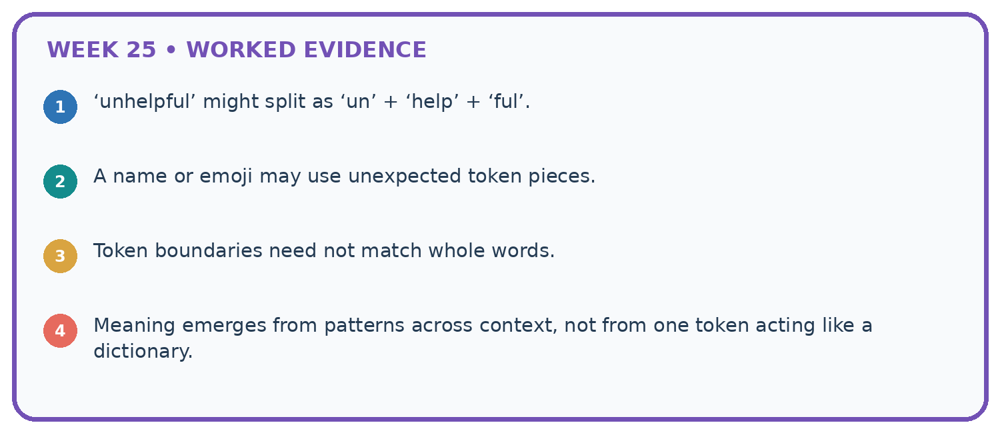 WEEK 25 • WORKED EVIDENCE
1 ‘unhelpful’ might split as ‘un’ + ‘help’ + ‘ful’.
2 A name or emoji may use unexpected token pieces.
3 Token boundaries need not match whole words.
4 Meaning emerges from patterns across context, not from one token acting like a
dictionary.